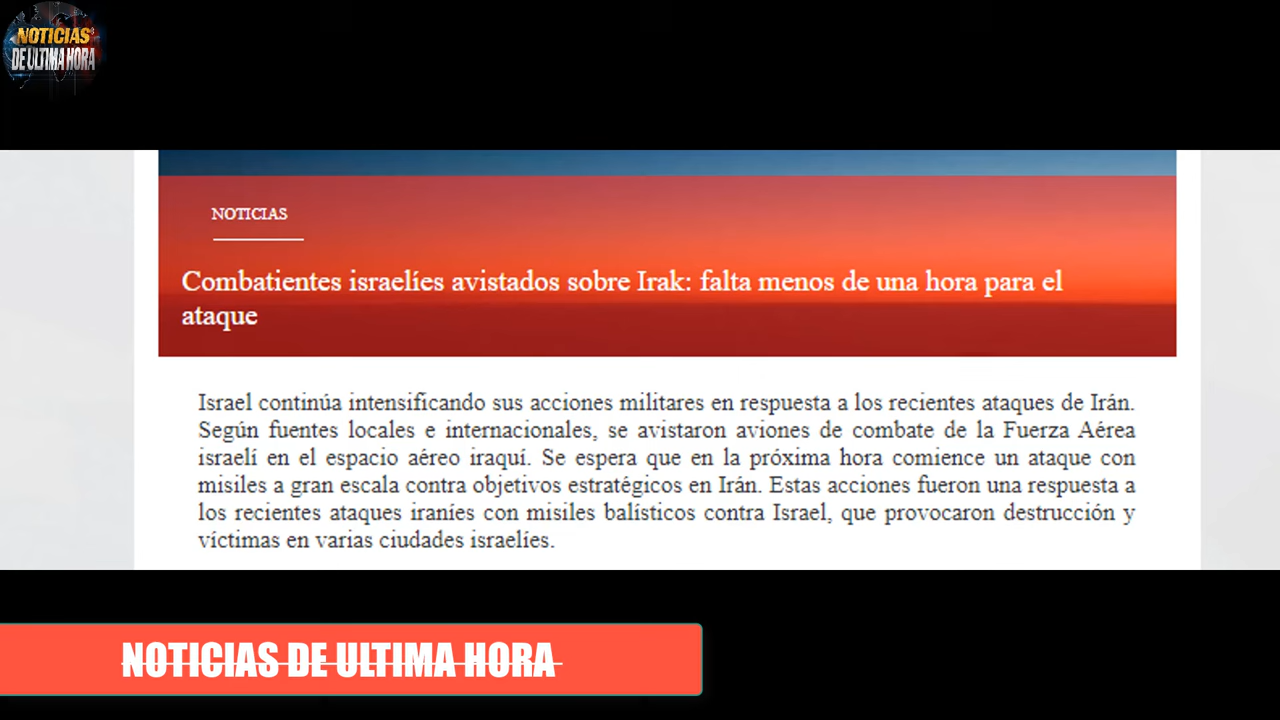 NOTICIAS
DE ULTIMA HORA
NOTICIAS
Combatientes israelíes avistados sobre Irak: falta menos de una hora para el
ataque
Israel continúa intensificando sus acciones militares en respuesta a los recientes ataques de Irán.
Según fuentes locales e internacionales, se avistaron aviones de combate de la Fuerza Aérea
israelí en el espacio aéreo iraquí. Se espera que en la próxima hora comience un ataque con
misiles a gran escala contra objetivos estratégicos en Irán. Estas acciones fueron una respuesta a
los recientes ataques iraníes con misiles balísticos contra Israel, que provocaron destrucción y
víctimas en varias ciudades israelíes.
NOTICIAS DE ULTIMA HORA